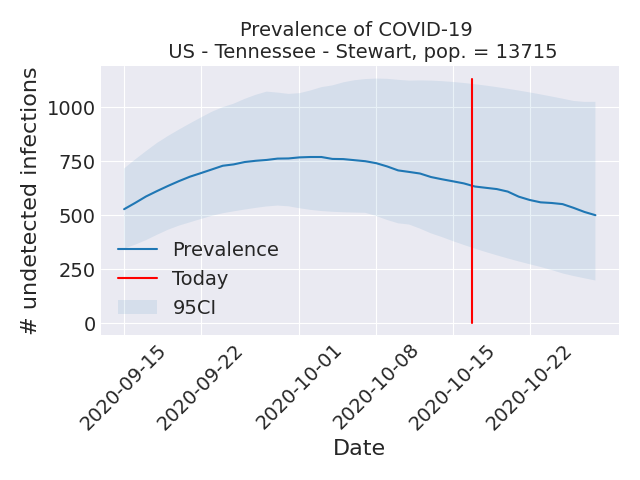 Prevalence of COVID-19
US - Tennessee - Stewart, pop. = 13715
# undetected infections
1000
750
500
250
0
Prevalence
Today
95CI
2020-09-15
2020-09-22
2020-10-01
2020-10-08
2020-10-15
2020-10-22
Date